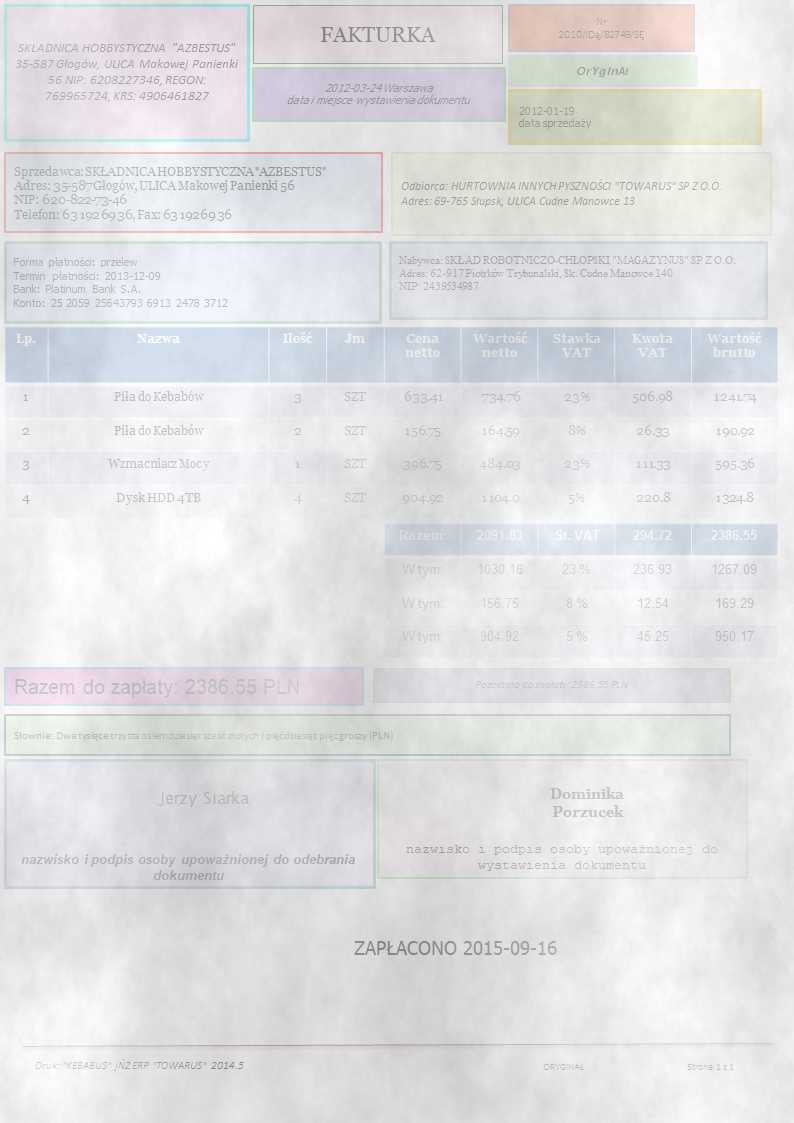 SKŁADNICA HOBBYSTYCZNA "AZBESTUS"
35-587 Głogów, ULICA Makowej Panienki
56 NIP: 6208227346, REGON:
769965724, KRS: 4906461827
FAKTURKA
2012-03-24 Warszawa
data i miejsce wystawienia dokumentu
Nr
2010/IDą/82749/SĘ
OrYgInAł
2012-01-19
data sprzedaży
Sprzedawca: SKŁADNICA HOBBYSTYCZNA "AZBESTUS"
Adres: 35-587 Głogów, ULICA Makowej Panienki 56
NIP: 620-822-73-46
Telefon: 63 192 69 36, Fax: 63 192 69 36
Odbiorca: HURTOWNIA INNYCH PYSZNOŚCI "TOWARUS" SP Z O.O.
Adres: 69-765 Słupsk, ULICA Cudne Manowce 13
Forma płatności: przelew
Termin płatności: 2013-12-09
Bank: Platinum Bank S.A.
Konto: 25 2059 25643793 6913 2478 3712
Nabywca: SKŁAD ROBOTNICZO-CHŁOPSKI "MAGAZYNUS" SP Z O.O.
Adres: 62-917 Piotrków Trybunalski, Sk. Cudne Manowce 140
NIP: 2439534987
Lp. Nazwa Ilość Jm Cena netto Wartość netto Stawka VAT Kwota VAT Wartość brutto
1 Piła do Kebabów 3 SZT 633.41 734.76 23% 506.98 1241.74
2 Piła do Kebabów 2 SZT 156.75 164.59 8% 26.33 190.92
3 Wzmacniacz Mocy 1 SZT 396.75 484.03 23% 111.33 595.36
4 Dysk HDD 4TB 4 SZT 904.92 1104.0 5% 220.8 1324.8
Razem: 2091.83 St. VAT 294.72 2386.55
W tym: 1030.16 23 % 236.93 1267.09
W tym: 156.75 8 % 12.54 169.29
W tym: 904.92 5 % 45.25 950.17
Razem do zapłaty: 2386.55 PLN
Pozostało do zapłaty: 2386.55 PLN
Słownie: Dwa tysiące trzysta osiemdziesiąt sześć złotych i pięćdziesiąt pięć groszy (PLN)
Jerzy Siarka
nazwisko i podpis osoby upoważnionej do odebrania
dokumentu
Dominika
Porzucek
nazwisko i podpis osoby upoważnionej do
wystawienia dokumentu
ZAPŁACONO 2015-09-16
Druk: "KEBABUS" jŃŻ ERP "TOWARUS" 2014.5
ORYGINAŁ
Strona 1 z 1